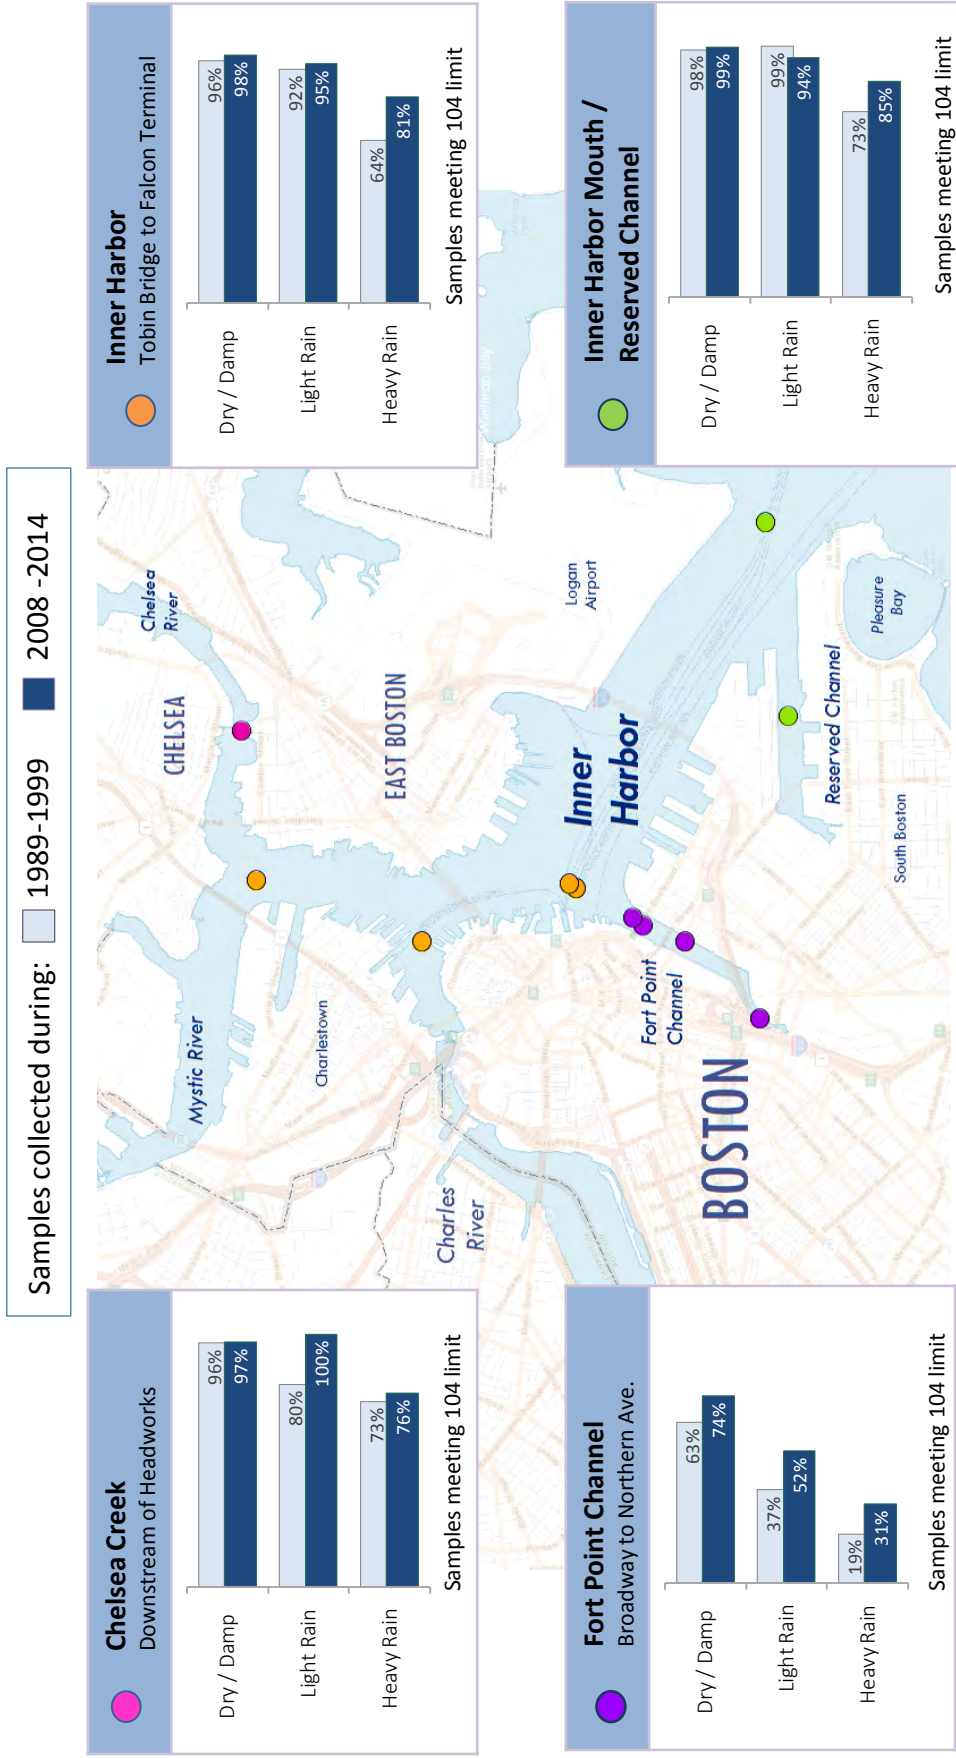 Samples collected during: 1989-1999 2008 -2014
Chelsea Creek
Downstream of Headworks
Dry / Damp
96%
97%
Light Rain
80%
100%
Heavy Rain
73%
76%
Samples meeting 104 limit
Inner Harbor
Tobin Bridge to Falcon Terminal
Dry / Damp
96%
98%
Light Rain
92%
95%
Heavy Rain
64%
81%
Samples meeting 104 limit
Chelsea
River
CHELSEA
Mystic River
EAST BOSTON
Charlestown
Charles
River
Logan
Airport
Inner
Harbor
Fort Point
Channel
BOSTON
Reserved Channel
Pleasure
Bay
South Boston
Winthrop Bay
Fort Point Channel
Broadway to Northern Ave.
Dry / Damp
63%
74%
Light Rain
37%
52%
Heavy Rain
19%
31%
Samples meeting 104 limit
Inner Harbor Mouth /
Reserved Channel
Dry / Damp
98%
99%
Light Rain
99%
94%
Heavy Rain
73%
85%
Samples meeting 104 limit